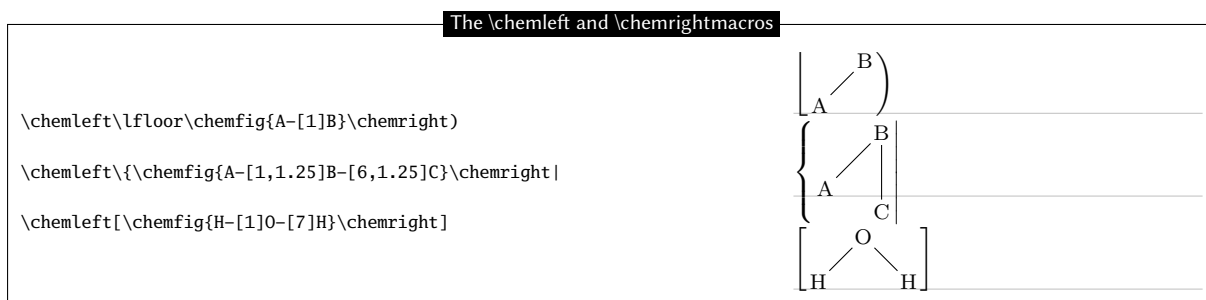 The \chemleft and \chemrightmacros
\chemleft\lfloor\chemfig{A-[1]B}\chemright)
\chemleft\{\chemfig{A-[1,1.25]B-[6,1.25]C}\chemright|
\chemleft[\chemfig{H-[1]O-[7]H}\chemright]
⌊ B )
A
{ B |
A
C
[ O ]
H H